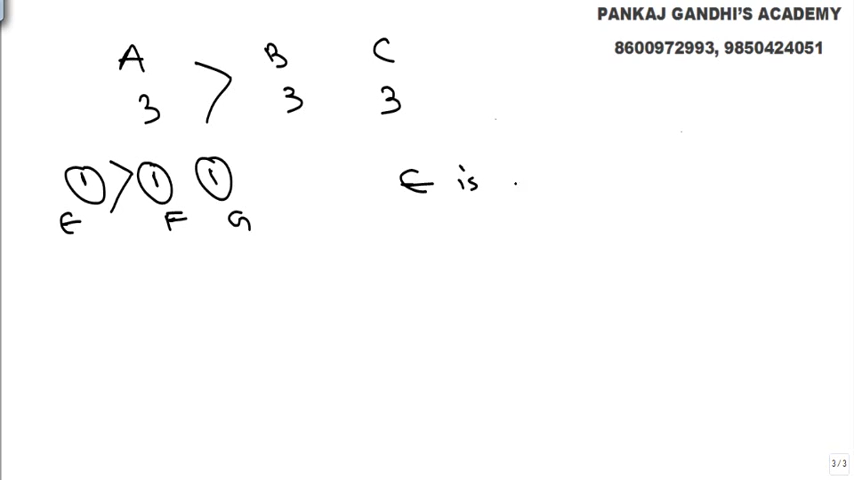 PANKAJ GANDHI'S ACADEMY
8600972993, 9850424051
A B C
3 > 3 3
1 > 1 1
E F G
E is .
3/3